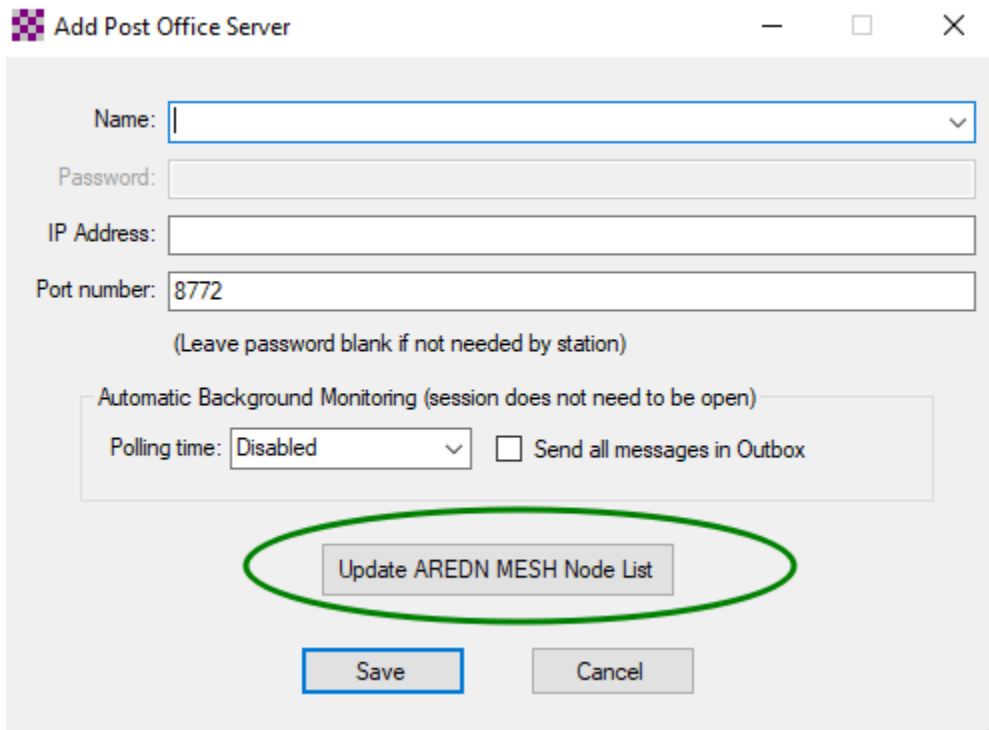 Add Post Office Server
Name:
Password:
IP Address:
Port number: 8772
(Leave password blank if not needed by station)
Automatic Background Monitoring (session does not need to be open)
Polling time: Disabled Send all messages in Outbox
Update AREDN MESH Node List
Save Cancel